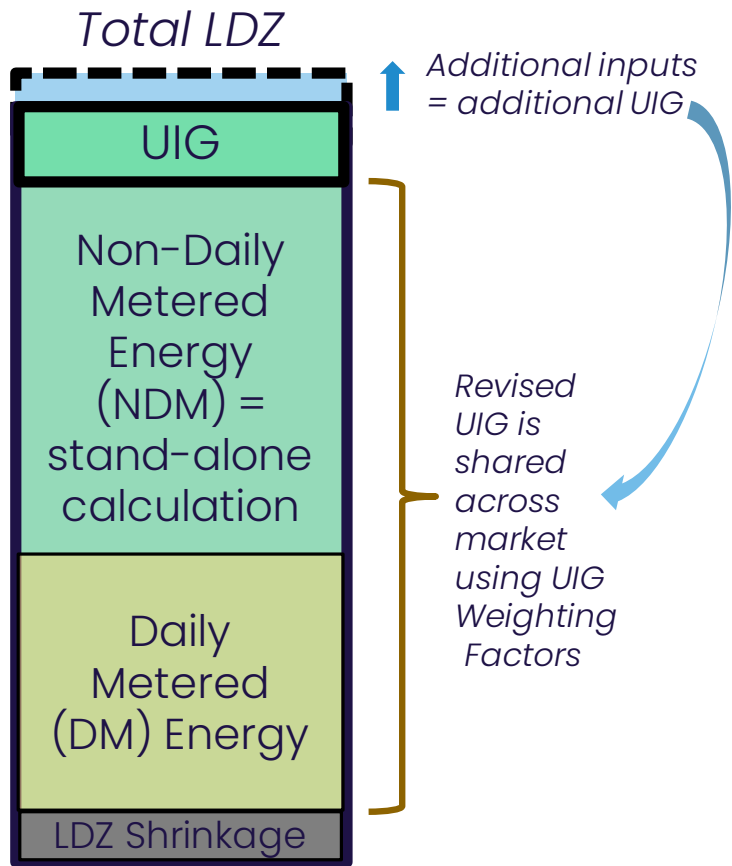 Total LDZ
Additional inputs
= additional UIG
UIG
Non-Daily
Metered
Energy
(NDM) =
stand-alone
calculation
Revised
UIG is
shared
across
market
using UIG
Weighting
Factors
Daily
Metered
(DM) Energy
LDZ Shrinkage